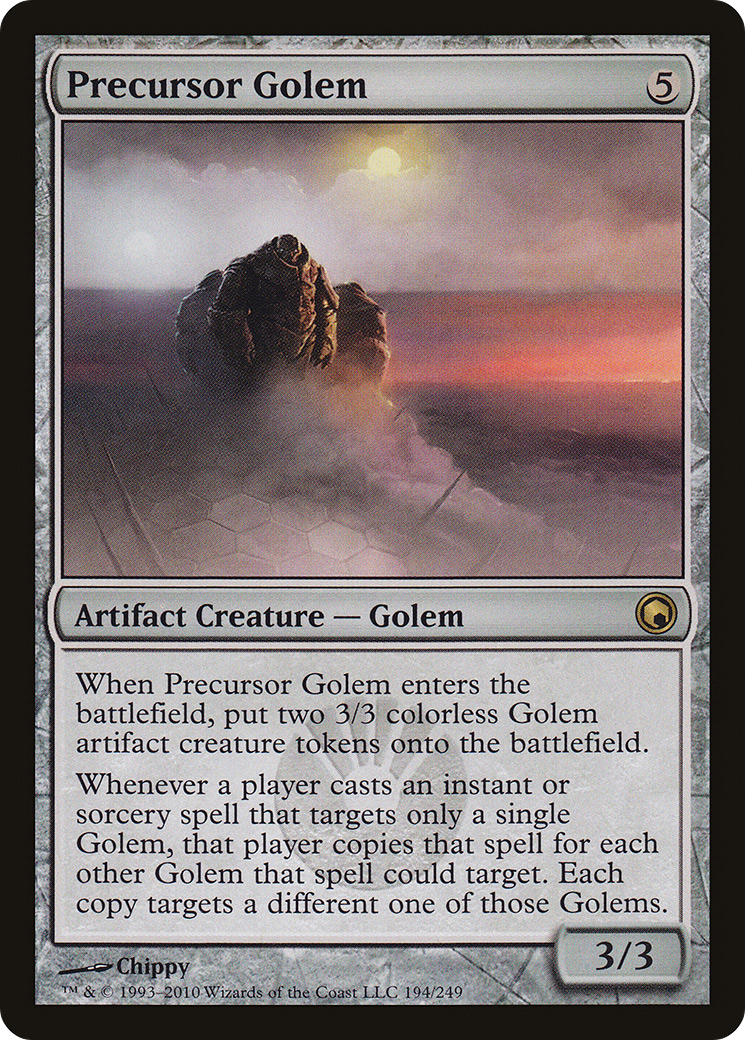 Precursor Golem 5
Artifact Creature — Golem
When Precursor Golem enters the
battlefield, put two 3/3 colorless Golem
artifact creature tokens onto the battlefield.
Whenever a player casts an instant or
sorcery spell that targets only a single
Golem, that player copies that spell for each
other Golem that spell could target. Each
copy targets a different one of those Golems.
3/3
Chippy
™ & © 1993–2010 Wizards of the Coast LLC 194/249